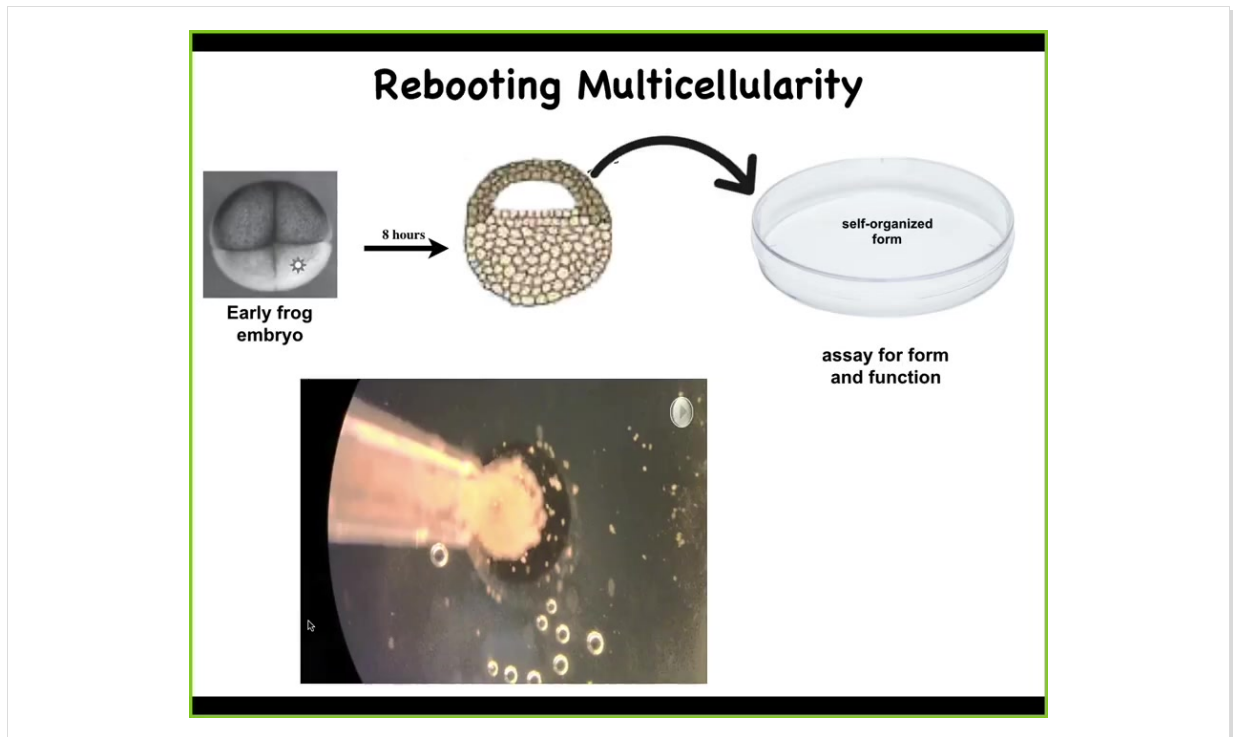 Rebooting Multicellularity
8 hours
Early frog
embryo
self-organized
form
assay for form
and function